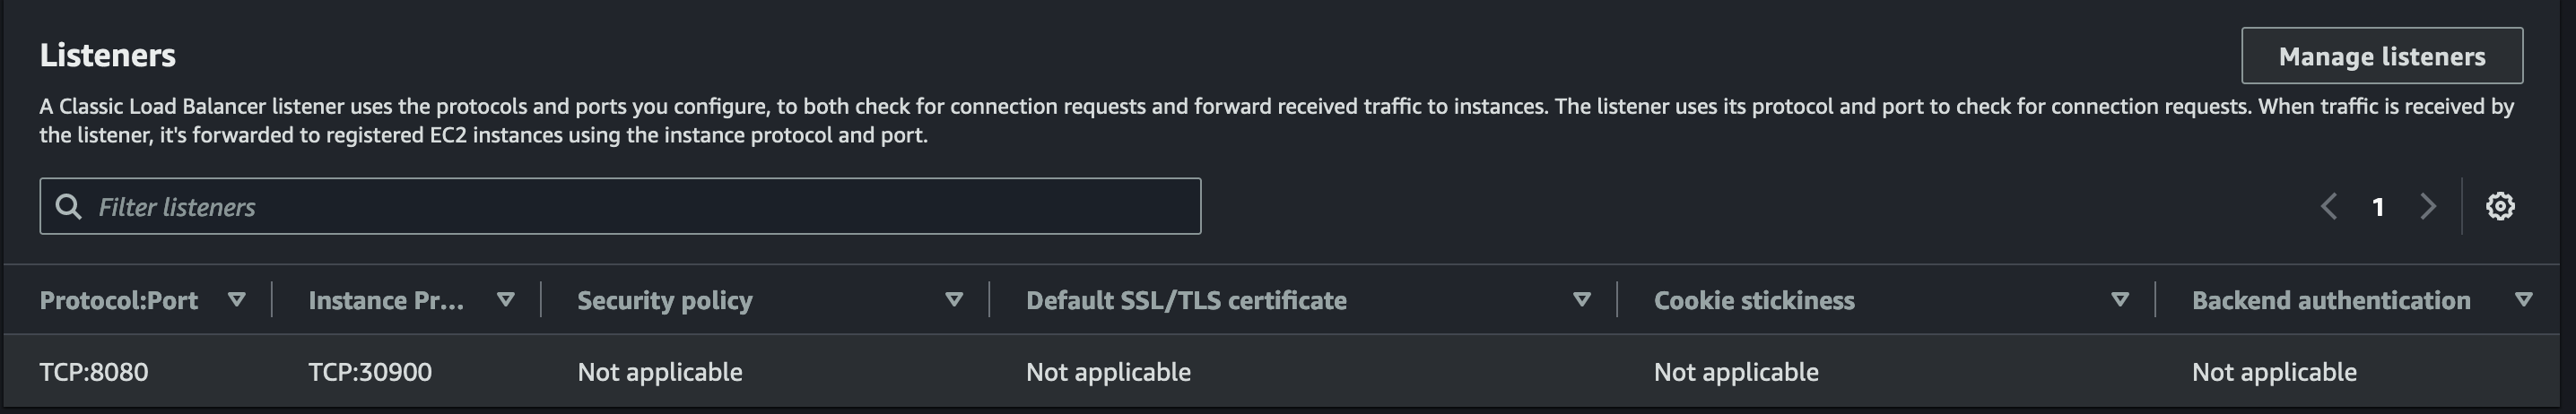 Listeners
Manage listeners
A Classic Load Balancer listener uses the protocols and ports you configure, to both check for connection requests and forward received traffic to instances. The listener uses its protocol and port to check for connection requests. When traffic is received by
the listener, it's forwarded to registered EC2 instances using the instance protocol and port.
Filter listeners
1
Protocol:Port Instance Pr... Security policy Default SSL/TLS certificate Cookie stickiness Backend authentication
TCP:8080 TCP:30900 Not applicable Not applicable Not applicable Not applicable